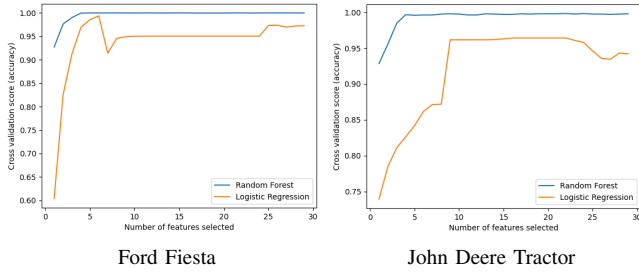 Cross validation score (accuracy)
1.00
0.95
0.90
0.85
0.80
0.75
0.70
0.65
0.60
0 5 10 15 20 25 30
Number of features selected
Random Forest
Logistic Regression
Ford Fiesta
Cross validation score (accuracy)
1.00
0.95
0.90
0.85
0.80
0.75
0 5 10 15 20 25 30
Number of features selected
Random Forest
Logistic Regression
John Deere Tractor